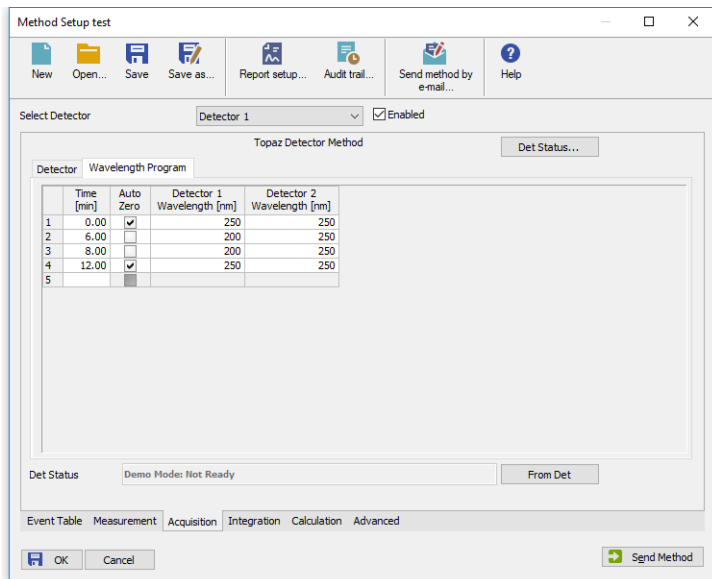 Method Setup test
New Open... Save Save as... Report setup... Audit trail... Send method by e-mail... Help
Select Detector Detector 1 Enabled
Topaz Detector Method Det Status...
Detector Wavelength Program
Time [min] Auto Zero Detector 1 Wavelength [nm] Detector 2 Wavelength [nm]
1 0.00 250 250
2 6.00 200 250
3 8.00 200 250
4 12.00 250 250
5
Det Status Demo Mode: Not Ready From Det
Event Table Measurement Acquisition Integration Calculation Advanced
OK Cancel Send Method